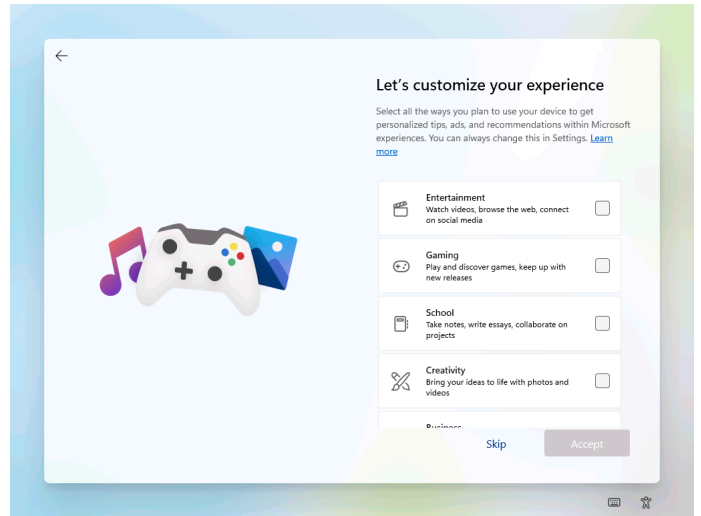 Let's customize your experience
Select all the ways you plan to use your device to get
personalized tips, ads, and recommendations within Microsoft
experiences. You can always change this in Settings. Learn
more
Entertainment
Watch videos, browse the web, connect
on social media
Gaming
Play and discover games, keep up with
new releases
School
Take notes, write essays, collaborate on
projects
Creativity
Bring your ideas to life with photos and
videos
Business
Skip
Accept